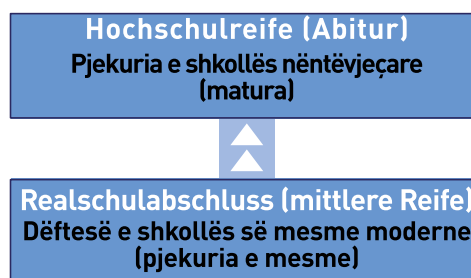 Hochschulreife (Abitur)
Pjekuria e shkollës nëntëvjeçare
(matura)
Realschulabschluss (mittlere Reife)
Dëftesë e shkollës së mesme moderne
(pjekuria e mesme)